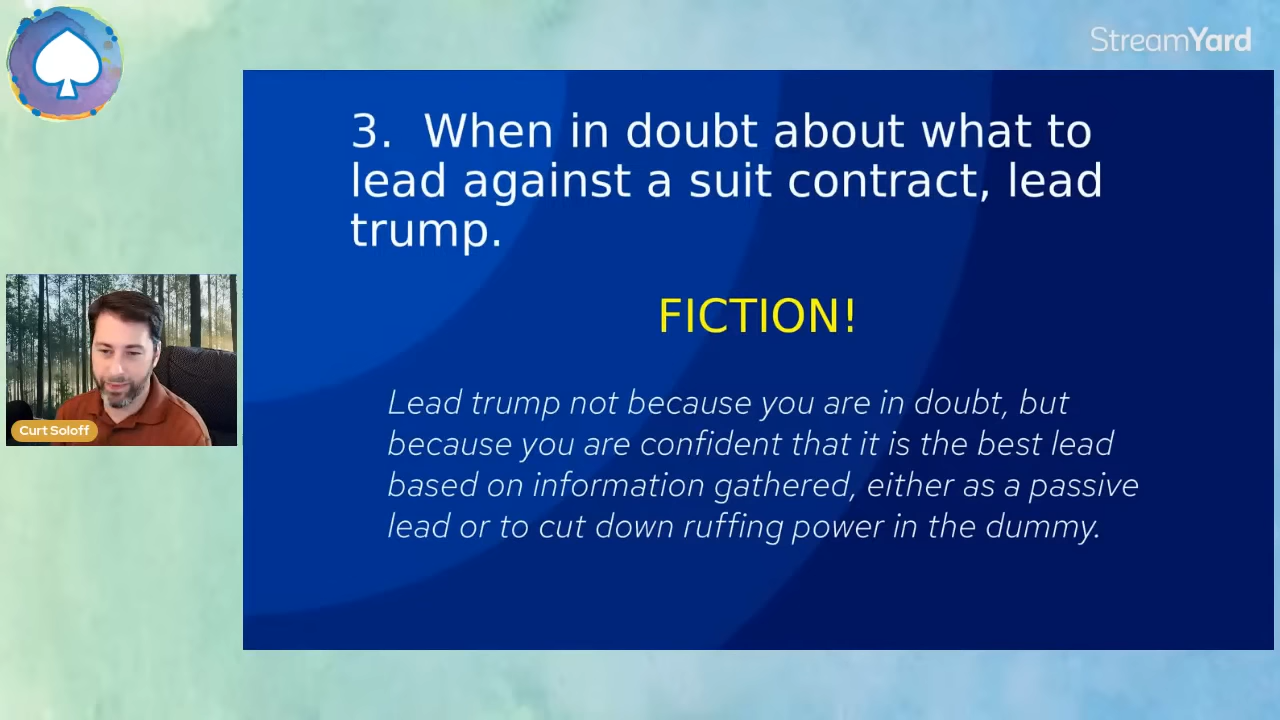 StreamYard
3. When in doubt about what to
lead against a suit contract, lead
trump.
FICTION!
Lead trump not because you are in doubt, but
because you are confident that it is the best lead
based on information gathered, either as a passive
lead or to cut down ruffing power in the dummy.
Curt Soloff